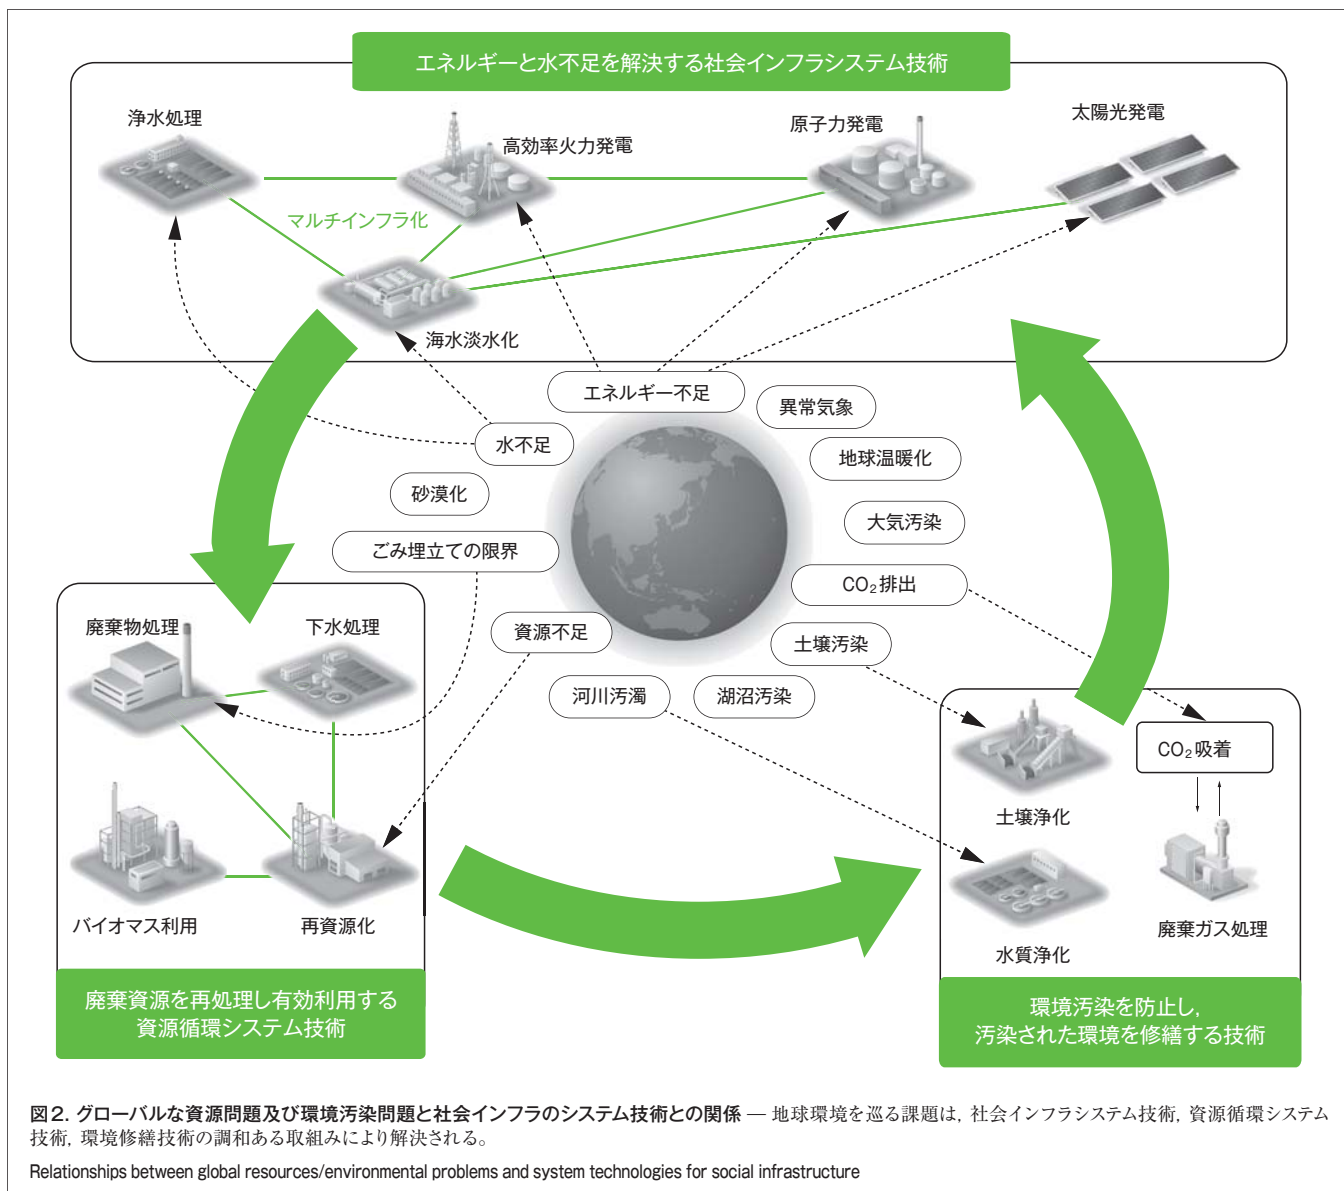 エネルギーと水不足を解決する社会インフラシステム技術
浄水処理
高効率火力発電
原子力発電
太陽光発電
マルチインフラ化
海水淡水化
エネルギー不足
異常気象
水不足
地球温暖化
砂漠化
大気汚染
ごみ埋立ての限界
CO₂排出
資源不足
土壌汚染
河川汚濁
湖沼汚染
廃棄物処理
下水処理
バイオマス利用
再資源化
廃棄資源を再処理し有効利用する
資源循環システム技術
CO₂吸着
土壌浄化
水質浄化
廃棄ガス処理
環境汚染を防止し,
汚染された環境を修繕する技術
図2. グローバルな資源問題及び環境汚染問題と社会インフラのシステム技術との関係 — 地球環境を巡る課題は, 社会インフラシステム技術, 資源循環システム
技術, 環境修繕技術の調和ある取組みにより解決される。
Relationships between global resources/environmental problems and system technologies for social infrastructure